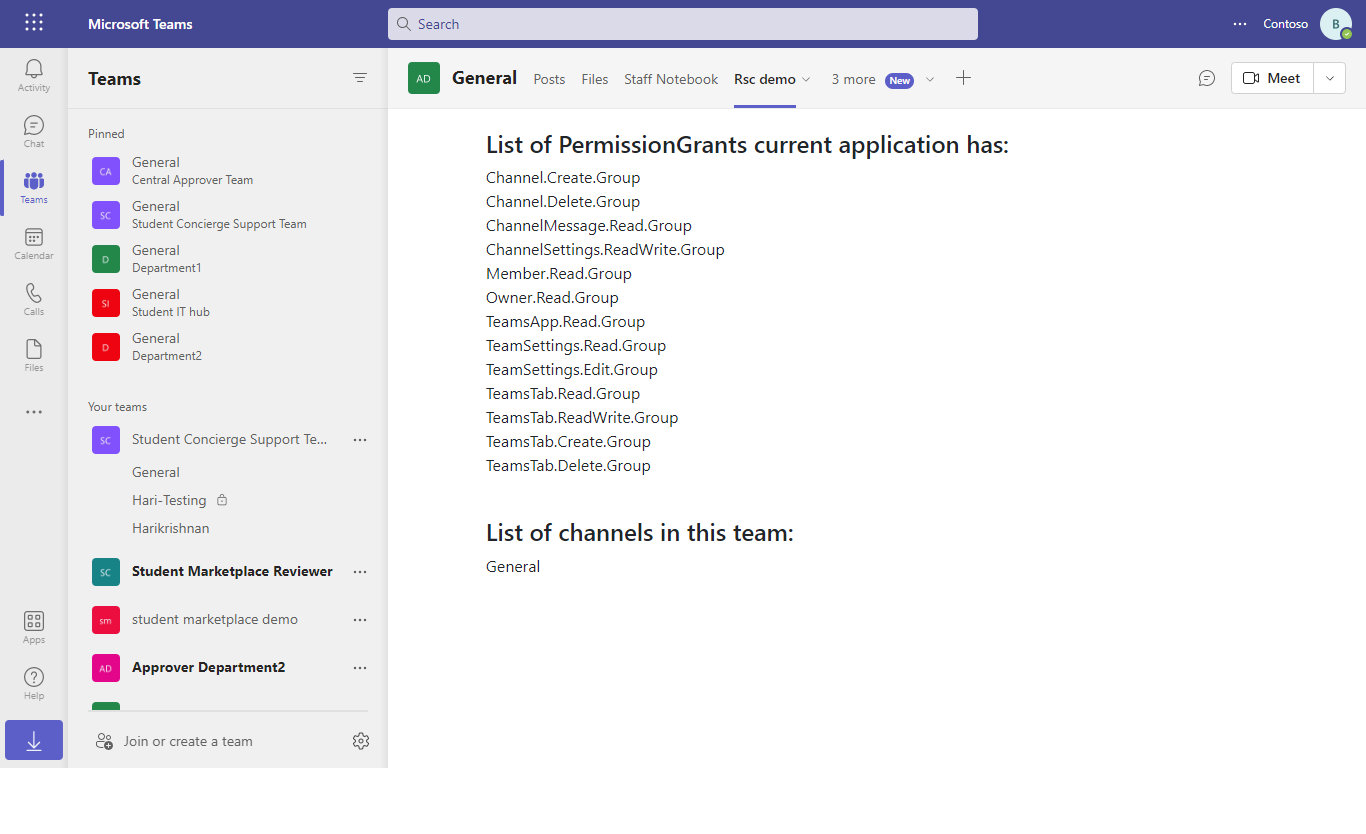 Microsoft Teams
Search
Contoso
B
Activity
Chat
Teams
Calendar
Calls
Files
Apps
Help
Teams
Pinned
CA
General
Central Approver Team
SC
General
Student Concierge Support Team
D
General
Department1
SI
General
Student IT hub
D
General
Department2
Your teams
SC
Student Concierge Support Te...
General
Hari-Testing
Harikrishnan
SC
Student Marketplace Reviewer
sm
student marketplace demo
AD
Approver Department2
Join or create a team
AD General Posts Files Staff Notebook Rsc demo 3 more New Meet
List of PermissionGrants current application has:
Channel.Create.Group
Channel.Delete.Group
ChannelMessage.Read.Group
ChannelSettings.ReadWrite.Group
Member.Read.Group
Owner.Read.Group
TeamsApp.Read.Group
TeamSettings.Read.Group
TeamSettings.Edit.Group
TeamsTab.Read.Group
TeamsTab.ReadWrite.Group
TeamsTab.Create.Group
TeamsTab.Delete.Group
List of channels in this team:
General